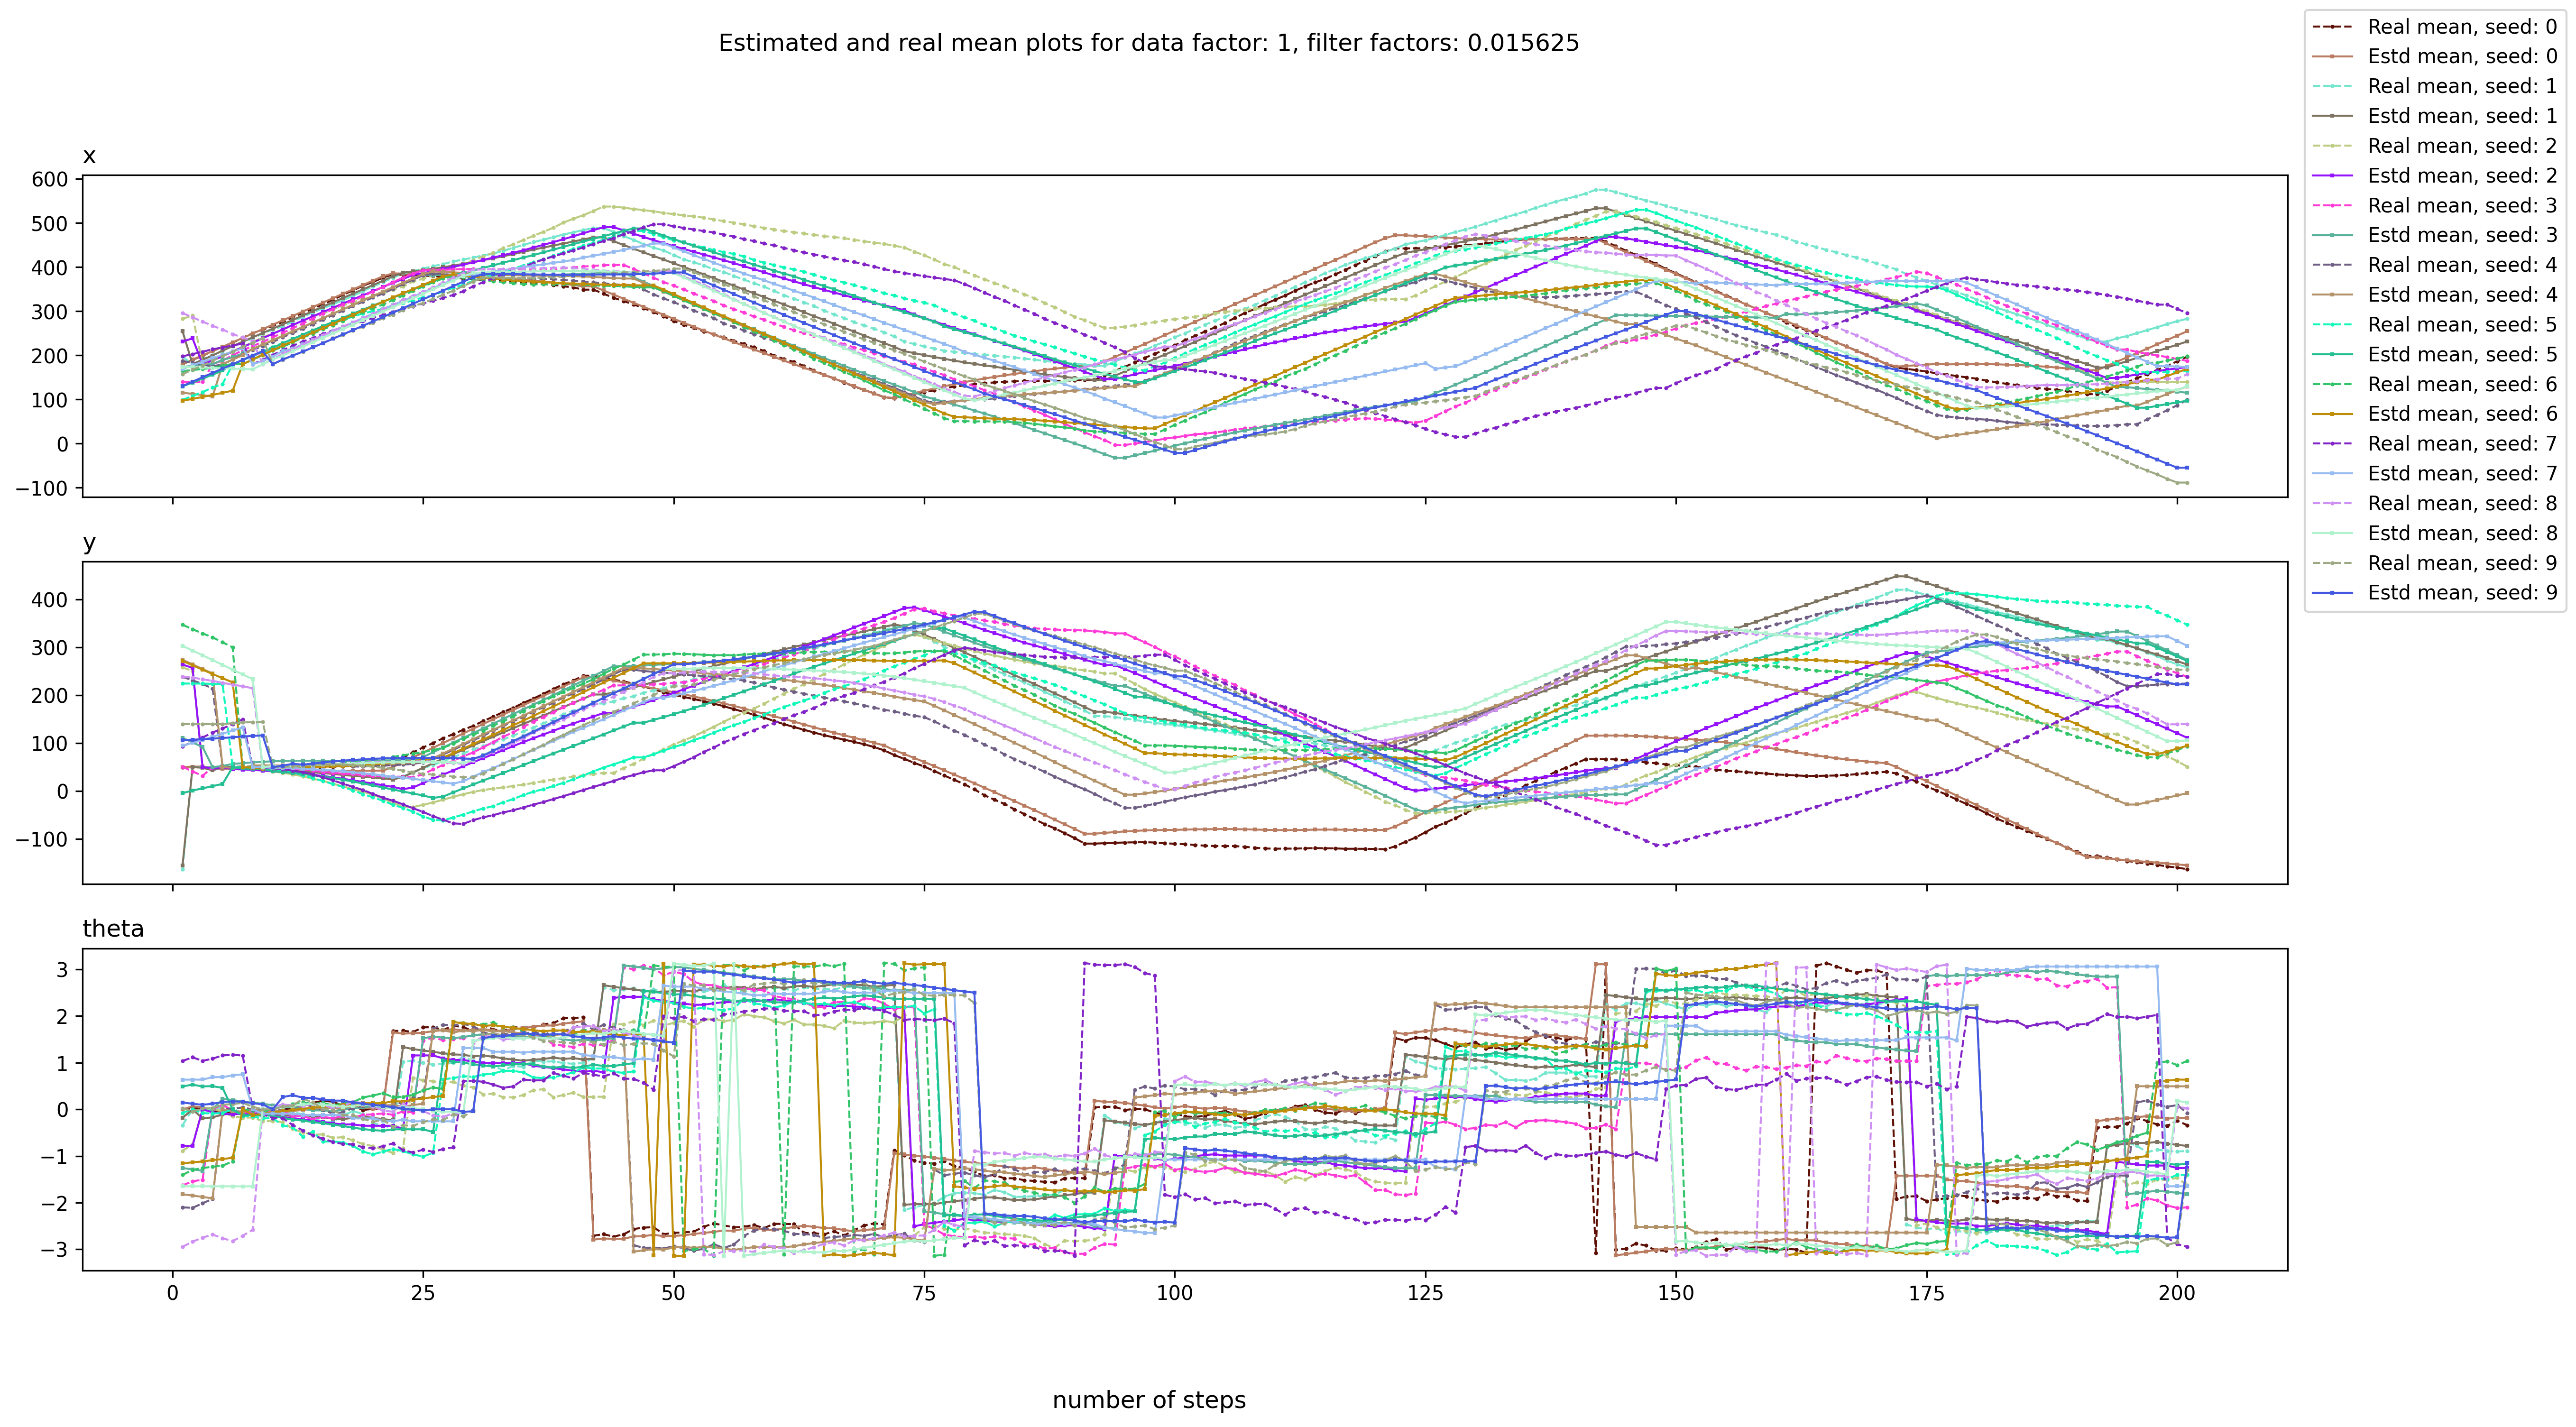 Estimated and real mean plots for data factor: 1, filter factors: 0.015625
Real mean, seed: 0
Estd mean, seed: 0
Real mean, seed: 1
Estd mean, seed: 1
Real mean, seed: 2
Estd mean, seed: 2
Real mean, seed: 3
Estd mean, seed: 3
Real mean, seed: 4
Estd mean, seed: 4
Real mean, seed: 5
Estd mean, seed: 5
Real mean, seed: 6
Estd mean, seed: 6
Real mean, seed: 7
Estd mean, seed: 7
Real mean, seed: 8
Estd mean, seed: 8
Real mean, seed: 9
Estd mean, seed: 9
x
600
500
400
300
200
100
0
−100
y
400
300
200
100
0
−100
theta
3
2
1
0
−1
−2
−3
0 25 50 75 100 125 150 175 200
number of steps